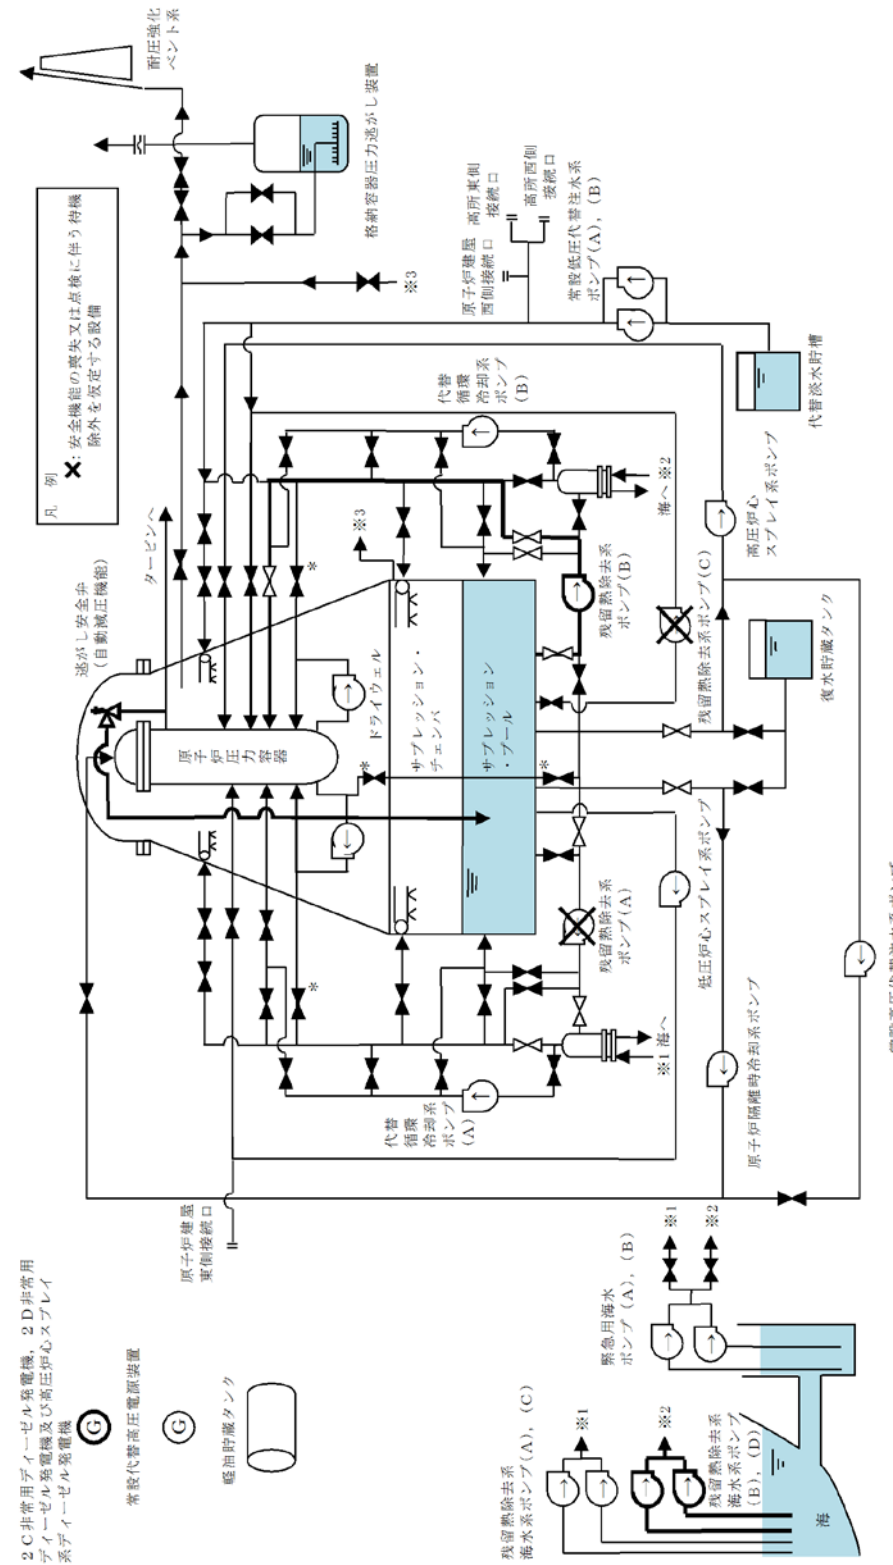 2C非常用ディーゼル発電機,2D非常用
ディーゼル発電機及び高圧炉心スプレイ
系ディーゼル発電機
G
常設代替高圧電源装置
G
軽油貯蔵タンク
残留熱除去系
海水系ポンプ(A),(C)
※1
※2
残留熱除去系
海水系ポンプ
(B),(D)
海
緊急用海水
ポンプ(A),(B)
※1
※2
原子炉建屋
東側接続口
代替
循環
冷却系
ポンプ
(A)
※1
海へ
原子炉隔離時冷却系ポンプ
残留熱除去系
ポンプ(A)
低圧炉心スプレイ系ポンプ
逃がし安全弁
(自動減圧機能)
タービンへ
原子炉圧力容器
ドライウェル
サプレッション・
チェンバ
サプレッション
・プール
*
*
*
*
※3
残留熱除去系
ポンプ(B)
残留熱除去系ポンプ(C)
復水貯蔵タンク
高圧炉心
スプレイ系ポンプ
代替
循環
冷却系
ポンプ
(B)
海へ
※2
代替淡水貯槽
常設低圧代替注水系
ポンプ(A),(B)
原子炉建屋
西側接続口
高所東側
接続口
高所西側
接続口
※3
格納容器圧力逃がし装置
耐圧強化
ベント系
凡 例
✕:安全機能の喪失又は点検に伴う待機
除外を仮定する設備